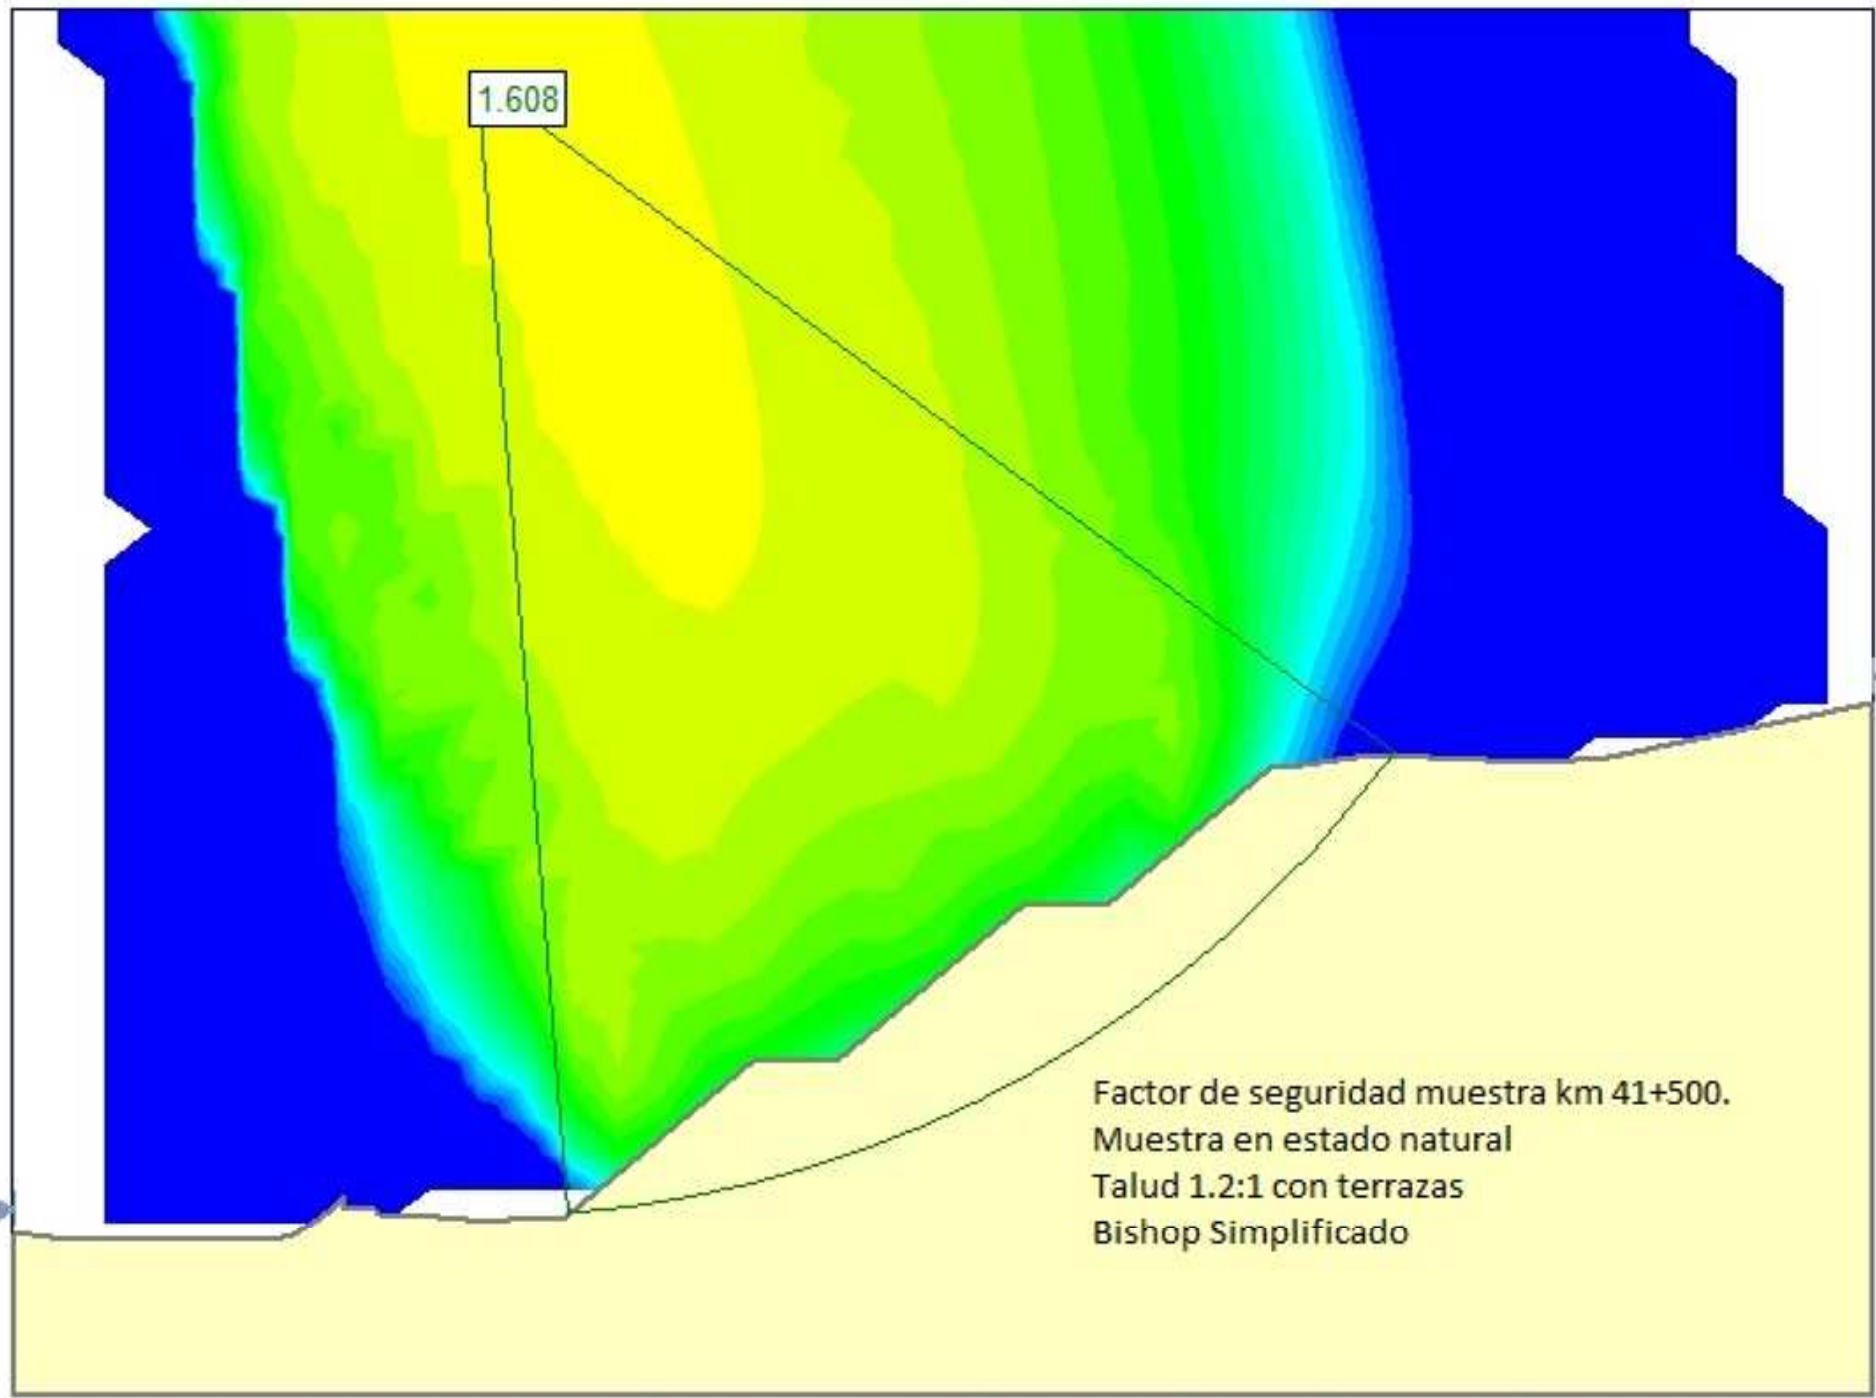 1.608
Factor de seguridad muestra km 41+500.
Muestra en estado natural
Talud 1.2:1 con terrazas
Bishop Simplificado